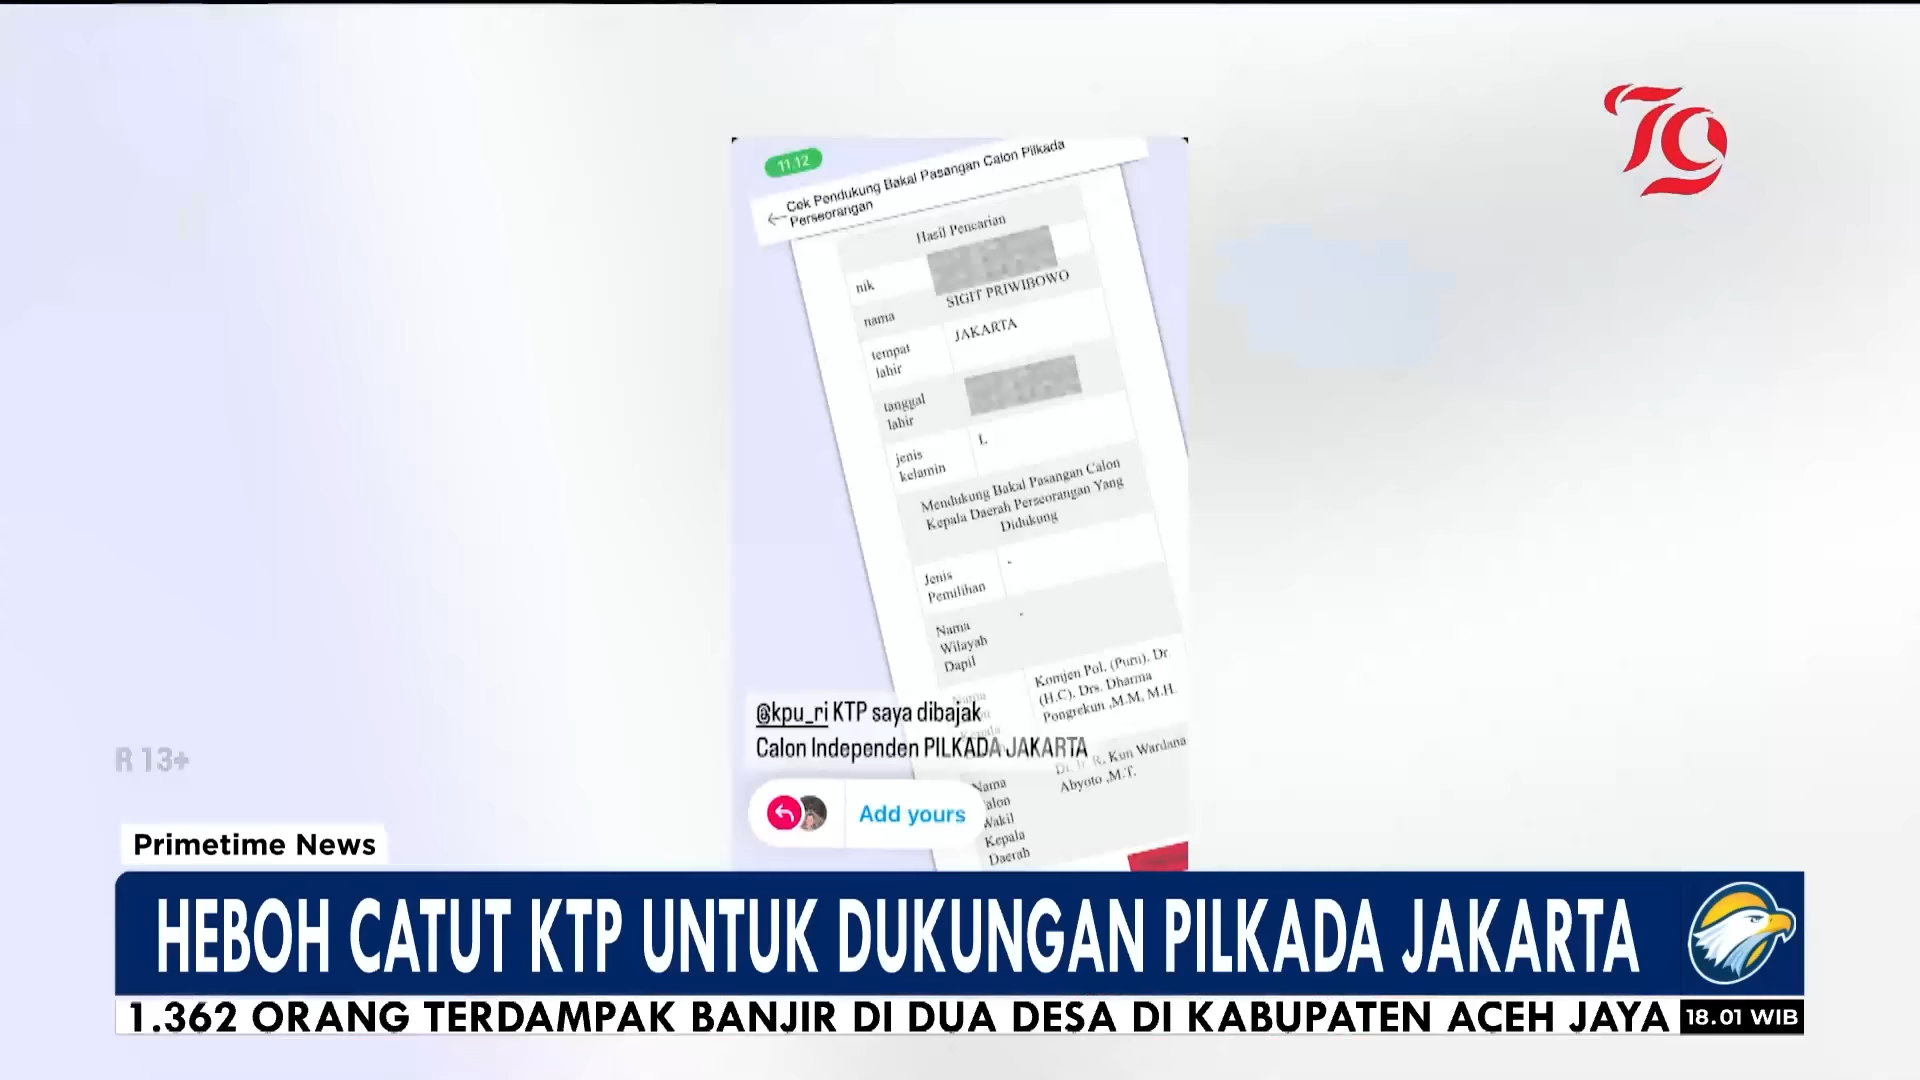 79
11.12
Cek Pendukung Bakal Pasangan Calon Pilkada
Perseorangan
Hasil Pencarian
nik
nama
SIGIT PRIWIBOWO
tempat
lahir
JAKARTA
tanggal
lahir
jenis
kelamin
L
Mendukung Bakal Pasangan Calon
Kepala Daerah Perseorangan Yang
Didukung
Jenis
Pemilihan
-
Nama
Wilayah
Dapil
-
Nama
Kepala
Komjen Pol. (Purn). Dr
(H.C). Drs. Dharma
Pongrekun ,M.M, M.H.
@kpu_ri KTP saya dibajak
Calon Independen PILKADA JAKARTA
Nama
Calon
Wakil
Kepala
Daerah
Dr. Ir. R. Kun Wardana
Abyoto ,M.T.
Add yours
R 13+
Primetime News
HEBOH CATUT KTP UNTUK DUKUNGAN PILKADA JAKARTA
1.362 ORANG TERDAMPAK BANJIR DI DUA DESA DI KABUPATEN ACEH JAYA
18.01 WIB